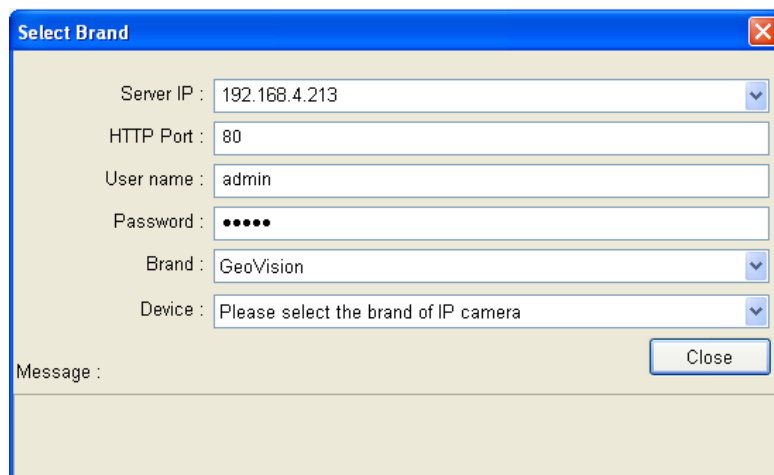 Select Brand
Server IP : 192.168.4.213
HTTP Port : 80
User name : admin
Password : •••••
Brand : GeoVision
Device : Please select the brand of IP camera
Close
Message :